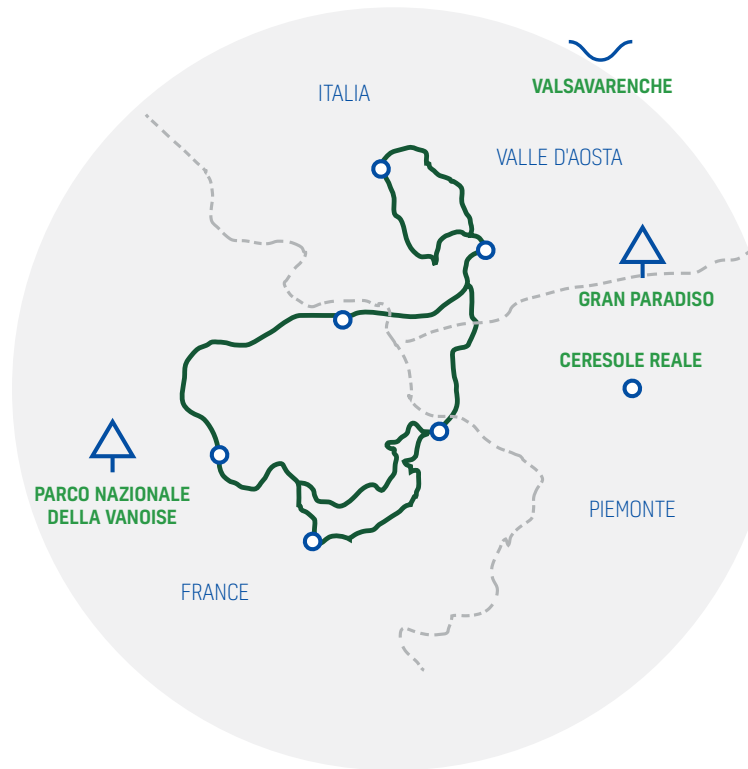 VALSAVARENCHE
ITALIA
VALLE D'AOSTA
GRAN PARADISO
CERESOLE REALE
PARCO NAZIONALE
DELLA VANOISE
PIEMONTE
FRANCE